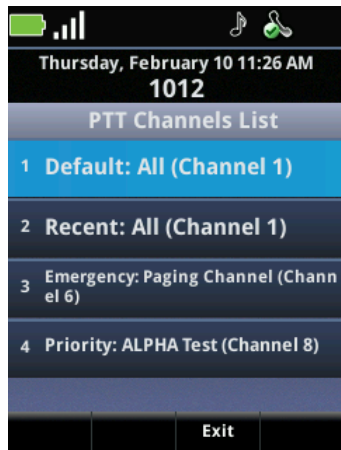 Thursday, February 10 11:26 AM
1012
PTT Channels List
1 Default: All (Channel 1)
2 Recent: All (Channel 1)
3 Emergency: Paging Channel (Chann
el 6)
4 Priority: ALPHA Test (Channel 8)
Exit